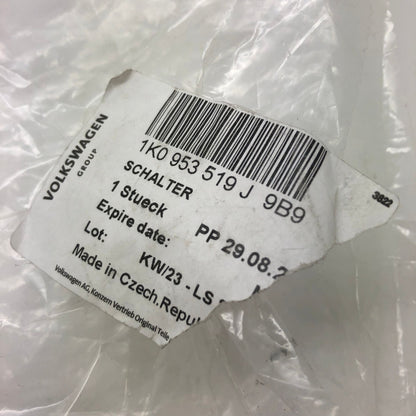 VOLKSWAGEN
GROUP
1K0 953 519 J 9B9
SCHALTER
1 Stueck PP 29.08.2
Expire date:
Lot: KW/23 - LS
Made in Czech.Repu
Volkswagen AG, Konzern Vertrieb Original Teile
3822